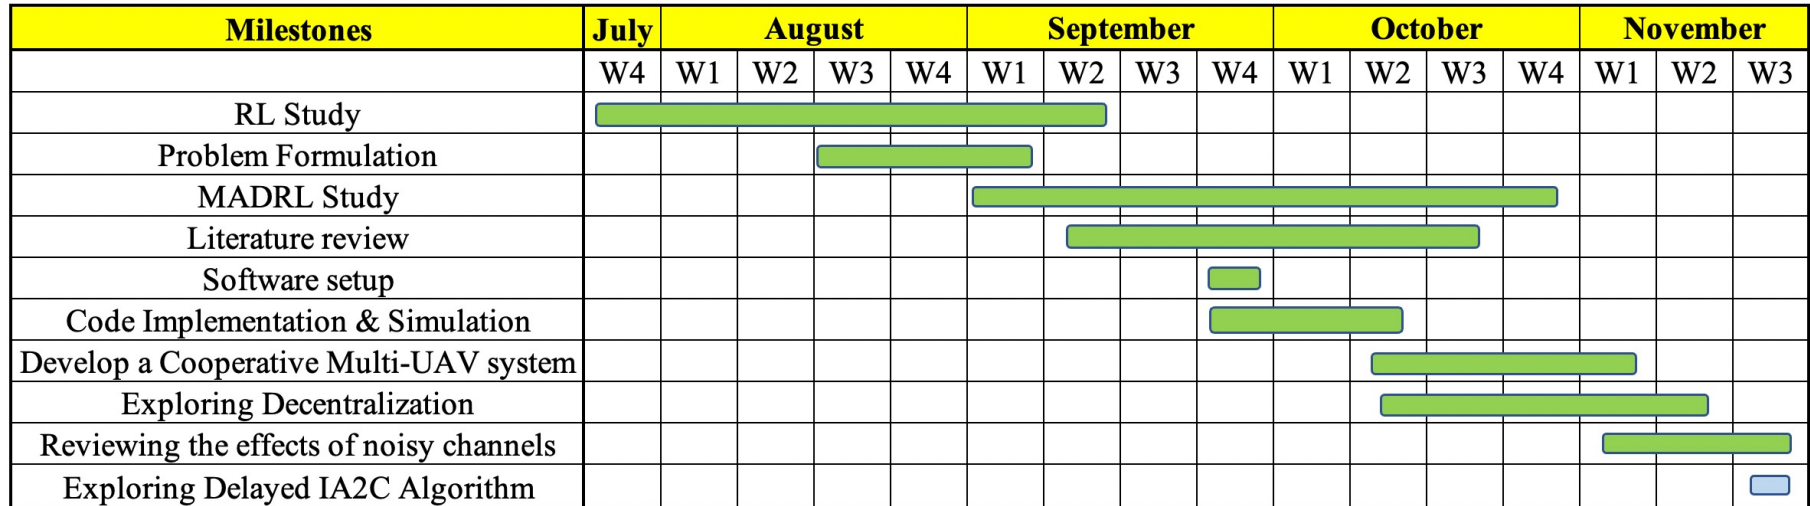 Milestones July August September October November
W4 W1 W2 W3 W4 W1 W2 W3 W4 W1 W2 W3 W4 W1 W2 W3
RL Study
Problem Formulation
MADRL Study
Literature review
Software setup
Code Implementation & Simulation
Develop a Cooperative Multi-UAV system
Exploring Decentralization
Reviewing the effects of noisy channels
Exploring Delayed IA2C Algorithm